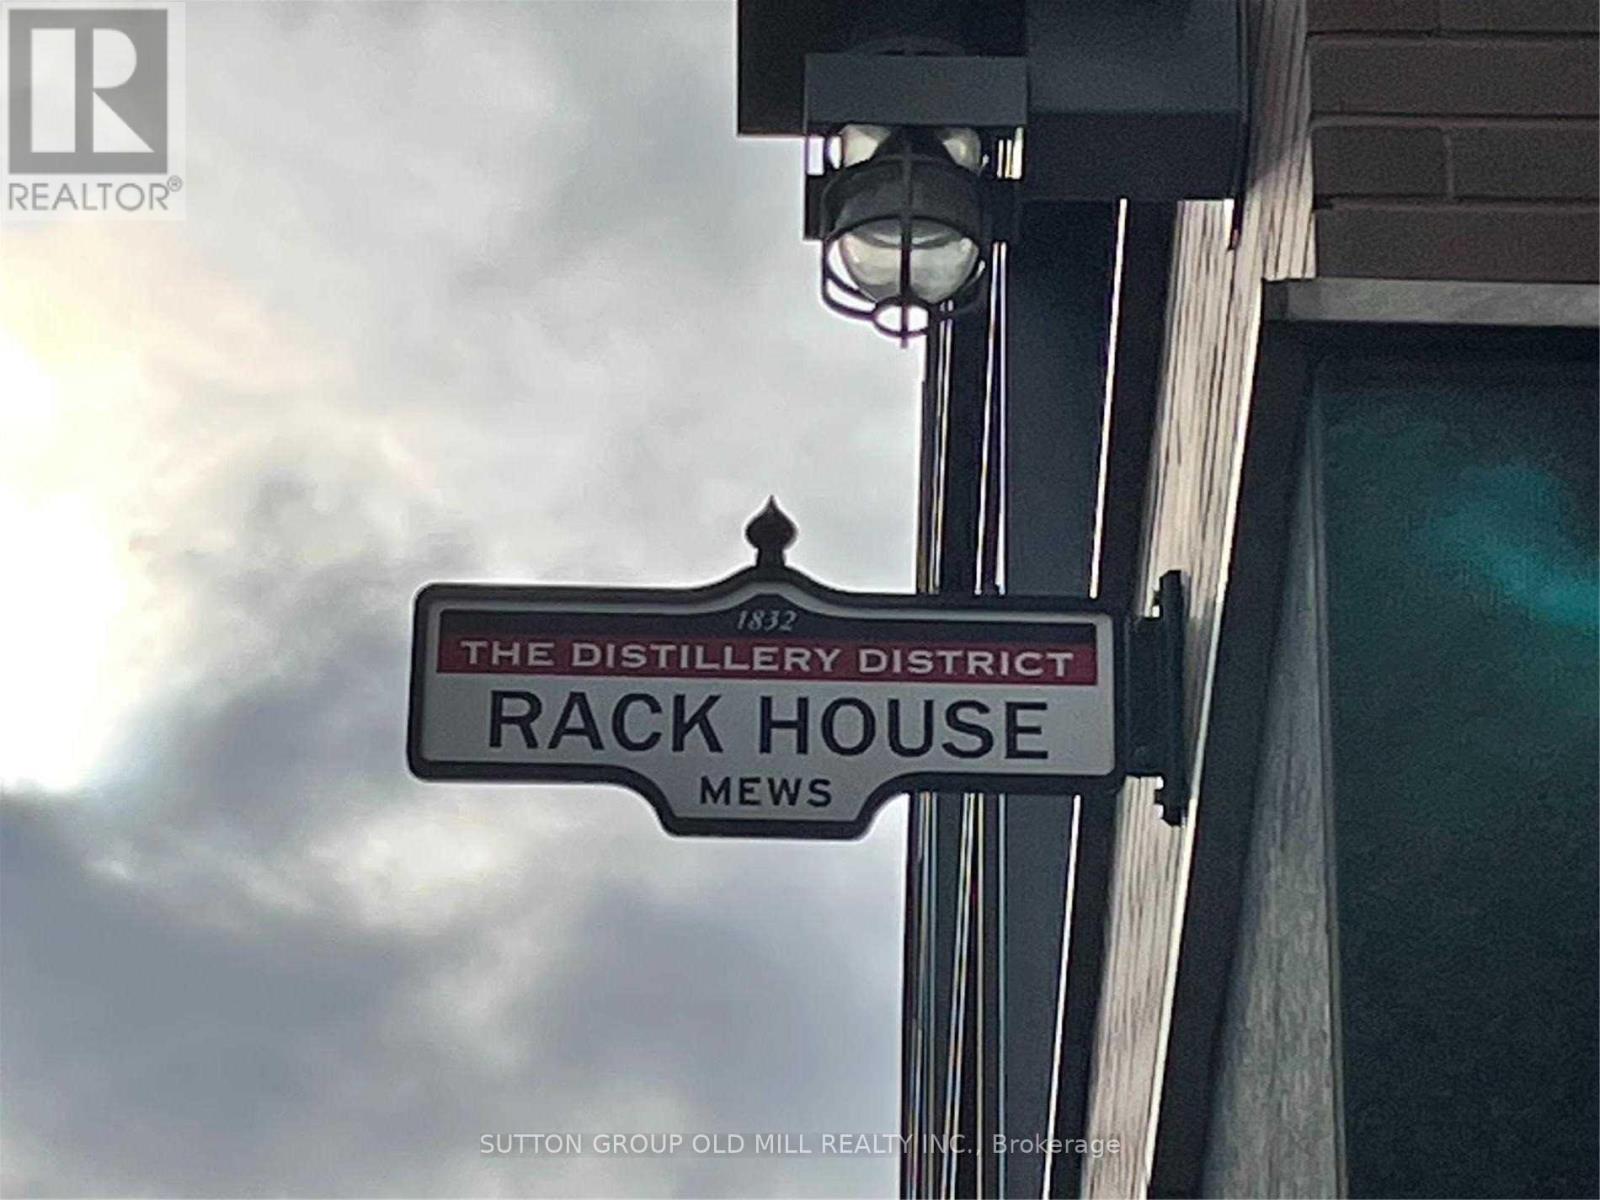 R
REALTOR®
1832
THE DISTILLERY DISTRICT
RACK HOUSE
MEWS
SUTTON GROUP OLD MILL REALTY INC., Brokerage